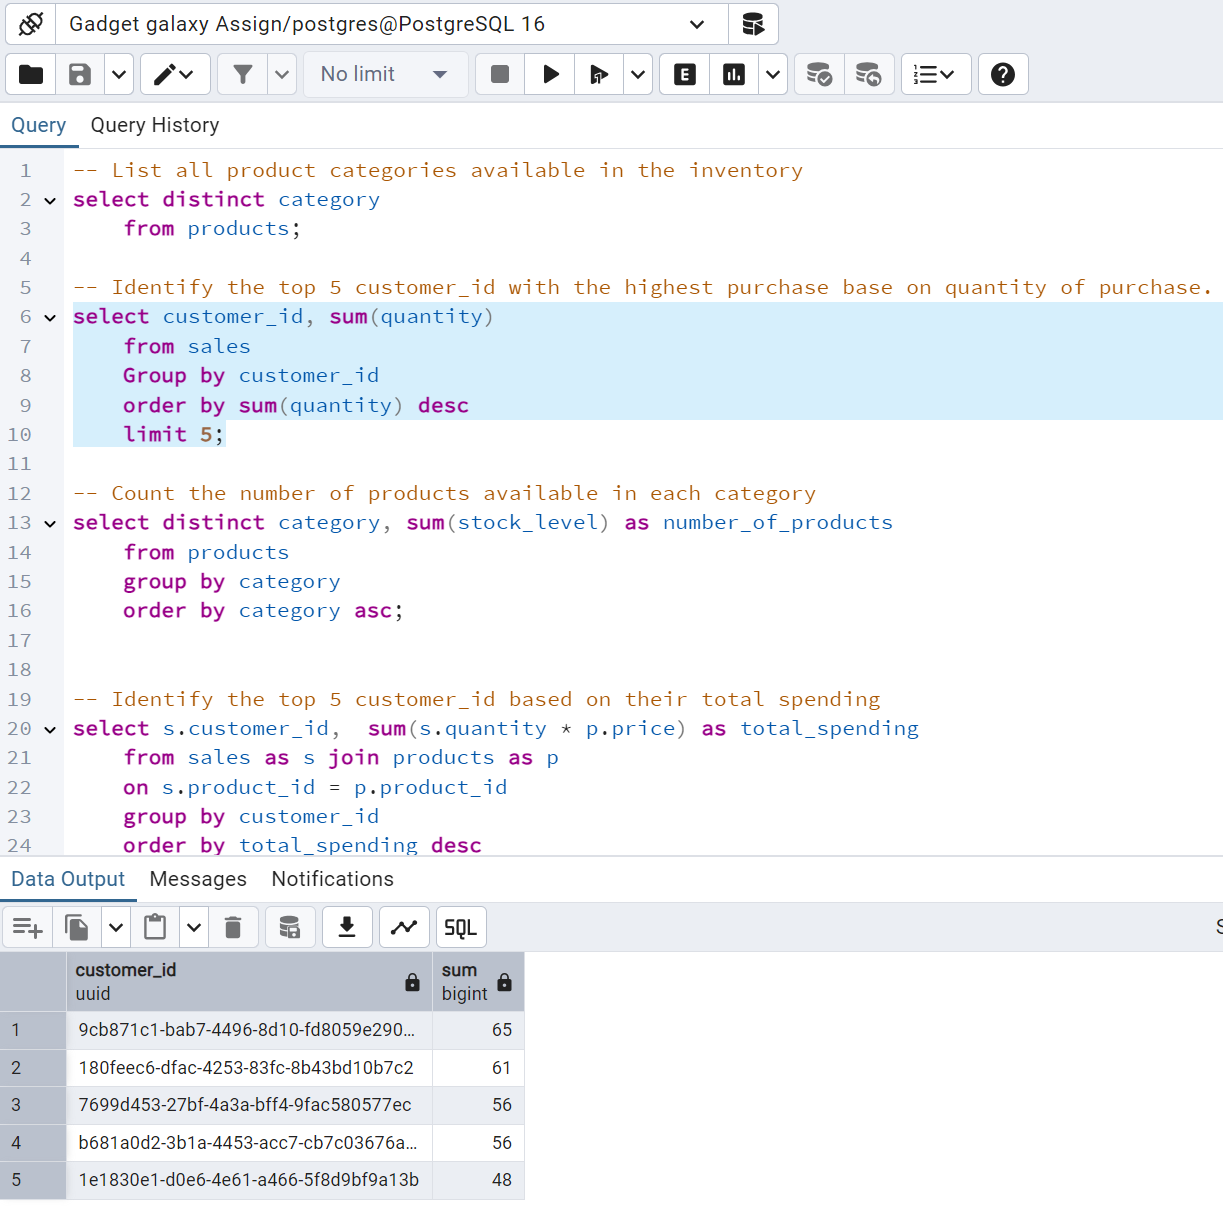 Gadget galaxy Assign/postgres@PostgreSQL 16
No limit
E
Query Query History
1 -- List all product categories available in the inventory
2 select distinct category
3 from products;
4
5 -- Identify the top 5 customer_id with the highest purchase base on quantity of purchase.
6 select customer_id, sum(quantity)
7 from sales
8 Group by customer_id
9 order by sum(quantity) desc
10 limit 5;
11
12 -- Count the number of products available in each category
13 select distinct category, sum(stock_level) as number_of_products
14 from products
15 group by category
16 order by category asc;
17
18
19 -- Identify the top 5 customer_id based on their total spending
20 select s.customer_id, sum(s.quantity * p.price) as total_spending
21 from sales as s join products as p
22 on s.product_id = p.product_id
23 group by customer_id
24 order by total_spending desc
Data Output Messages Notifications
SQL
customer_id sum
uuid bigint
1 9cb871c1-bab7-4496-8d10-fd8059e290... 65
2 180feec6-dfac-4253-83fc-8b43bd10b7c2 61
3 7699d453-27bf-4a3a-bff4-9fac580577ec 56
4 b681a0d2-3b1a-4453-acc7-cb7c03676a... 56
5 1e1830e1-d0e6-4e61-a466-5f8d9bf9a13b 48